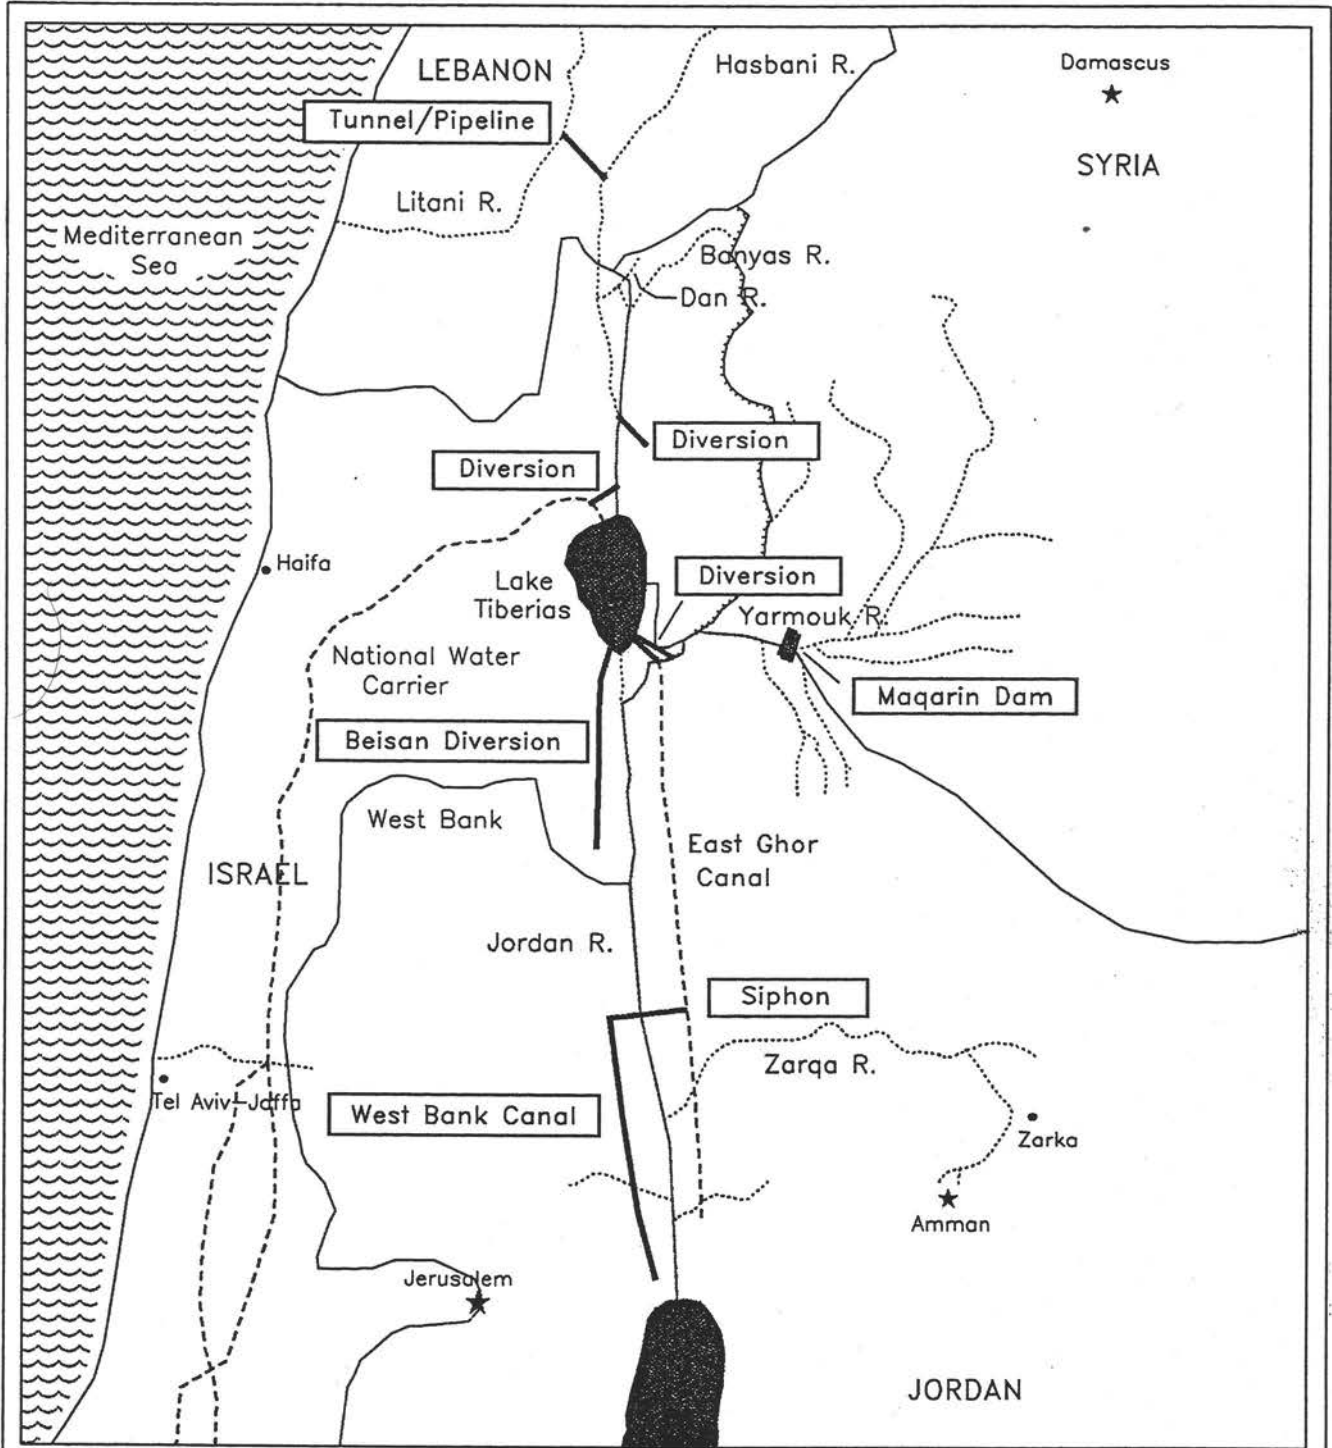 LEBANON
Hasbani R.
Damascus
Tunnel/Pipeline
SYRIA
Litani R.
Mediterranean
Sea
Banyas R.
Dan R.
Diversion
Diversion
Haifa
Lake
Tiberias
Diversion
Yarmouk R.
National Water
Carrier
Maqarin Dam
Beisan Diversion
West Bank
East Ghor
Canal
ISRAEL
Jordan R.
Siphon
Zarqa R.
Tel Aviv-Jaffa
West Bank Canal
Zarka
Amman
Jerusalem
JORDAN